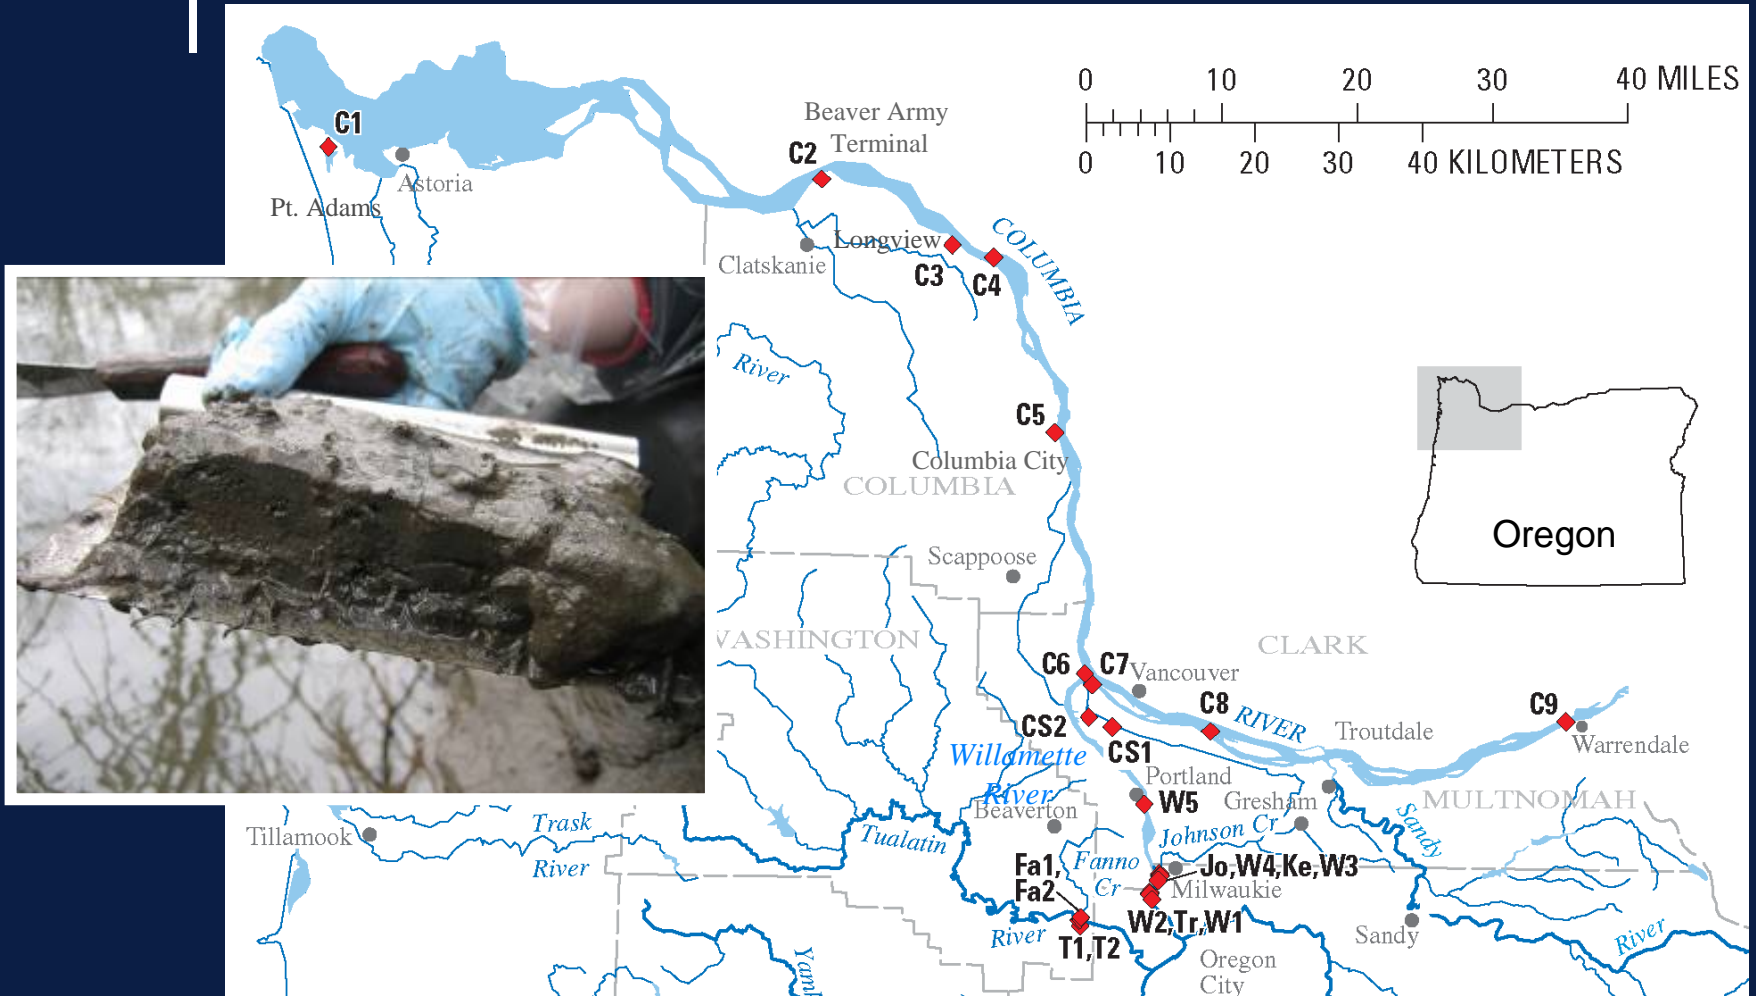 0 10 20 30 40 MILES
0 10 20 30 40 KILOMETERS
C1
Astoria
Pt. Adams
Beaver Army
Terminal
C2
Clatskanie
Longview
C3
C4
COLUMBIA
River
C5
Columbia City
COLUMBIA
Oregon
Scappoose
WASHINGTON
CLARK
C6
C7
Vancouver
C8
RIVER
Troutdale
C9
Warrendale
CS2
CS1
Willamette
River
Portland
W5
Gresham
MULTNOMAH
Beaverton
Tillamook
Trask
River
Tualatin
Johnson Cr
Sandy
Fa1,
Fa2
Fanno
Cr
Jo,W4,Ke,W3
Milwaukie
W2,Tr,W1
River
T1,T2
Sandy
River
Oregon
City